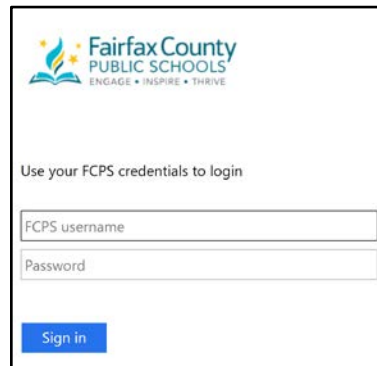 Fairfax County
PUBLIC SCHOOLS
ENGAGE • INSPIRE • THRIVE
Use your FCPS credentials to login
FCPS username
Password
Sign in